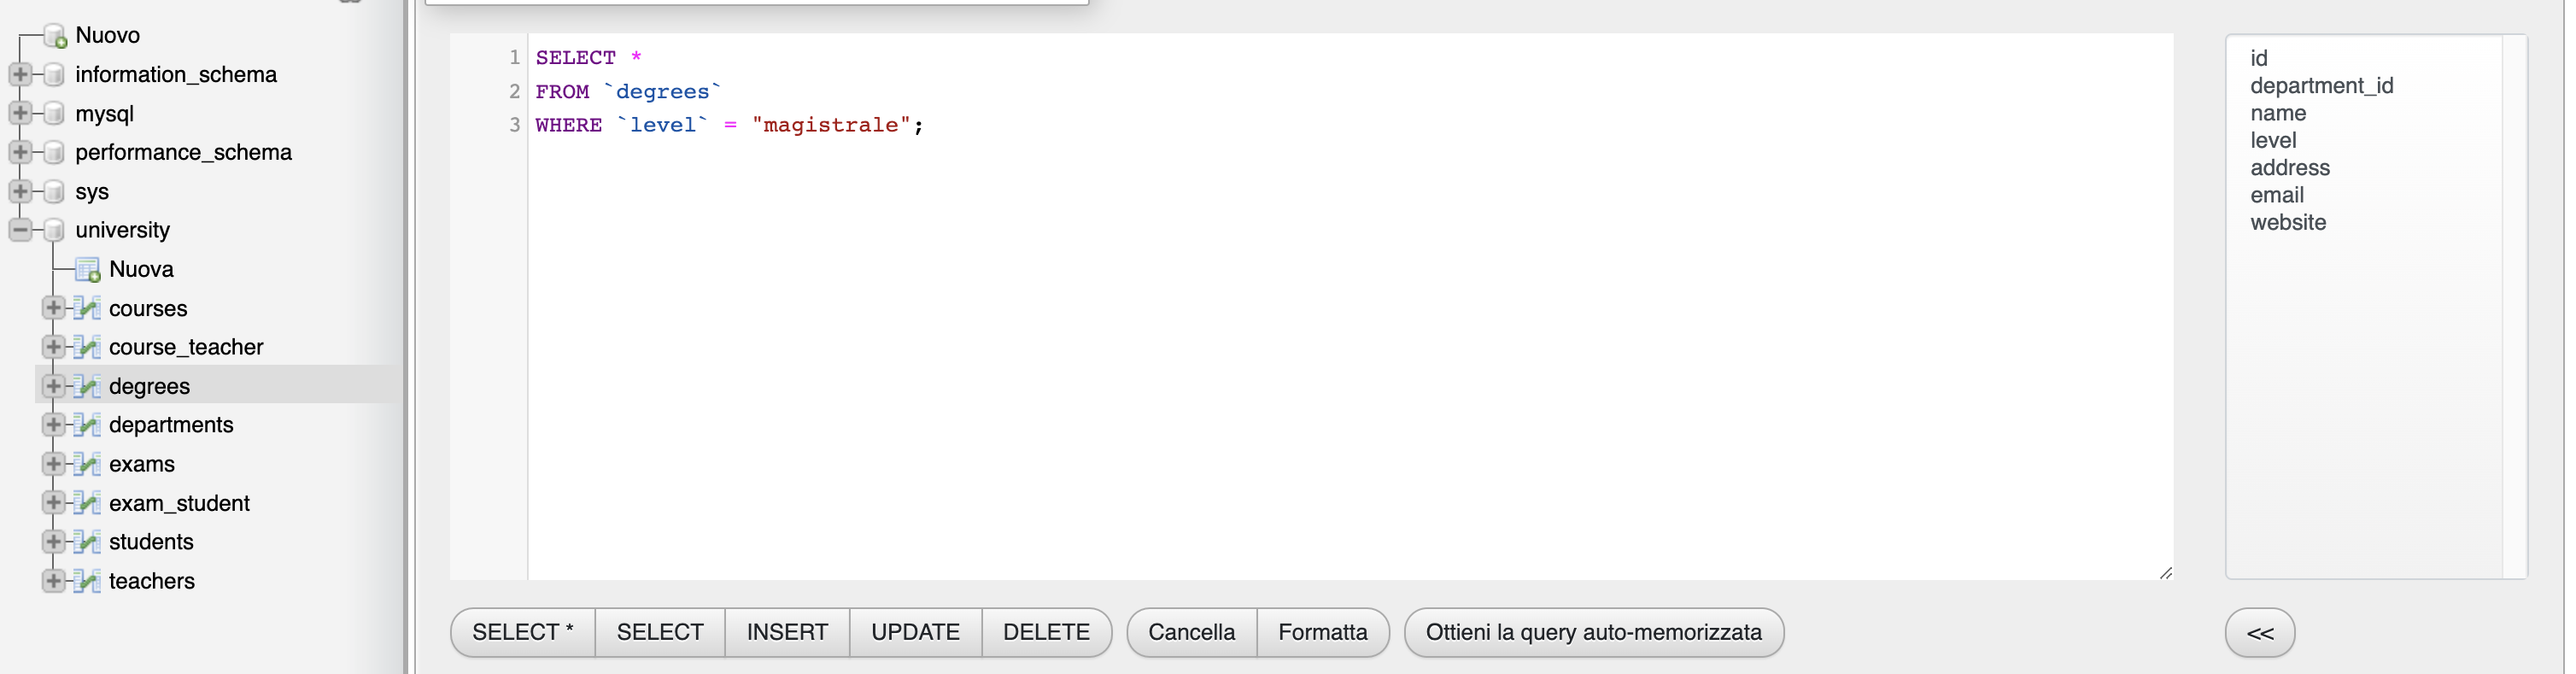 Nuovo
information_schema
mysql
performance_schema
sys
university
Nuova
courses
course_teacher
degrees
departments
exams
exam_student
students
teachers
1 SELECT *
2 FROM `degrees`
3 WHERE `level` = "magistrale";
id
department_id
name
level
address
email
website
SELECT * SELECT INSERT UPDATE DELETE Cancella Formatta Ottieni la query auto-memorizzata <<